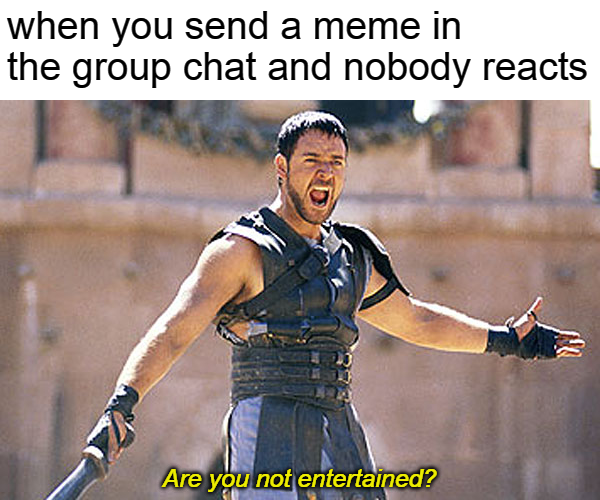 when you send a meme in
the group chat and nobody reacts
Are you not entertained?